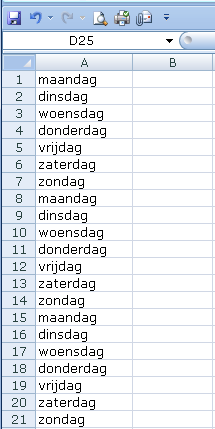 D25
A B
1 maandag
2 dinsdag
3 woensdag
4 donderdag
5 vrijdag
6 zaterdag
7 zondag
8 maandag
9 dinsdag
10 woensdag
11 donderdag
12 vrijdag
13 zaterdag
14 zondag
15 maandag
16 dinsdag
17 woensdag
18 donderdag
19 vrijdag
20 zaterdag
21 zondag